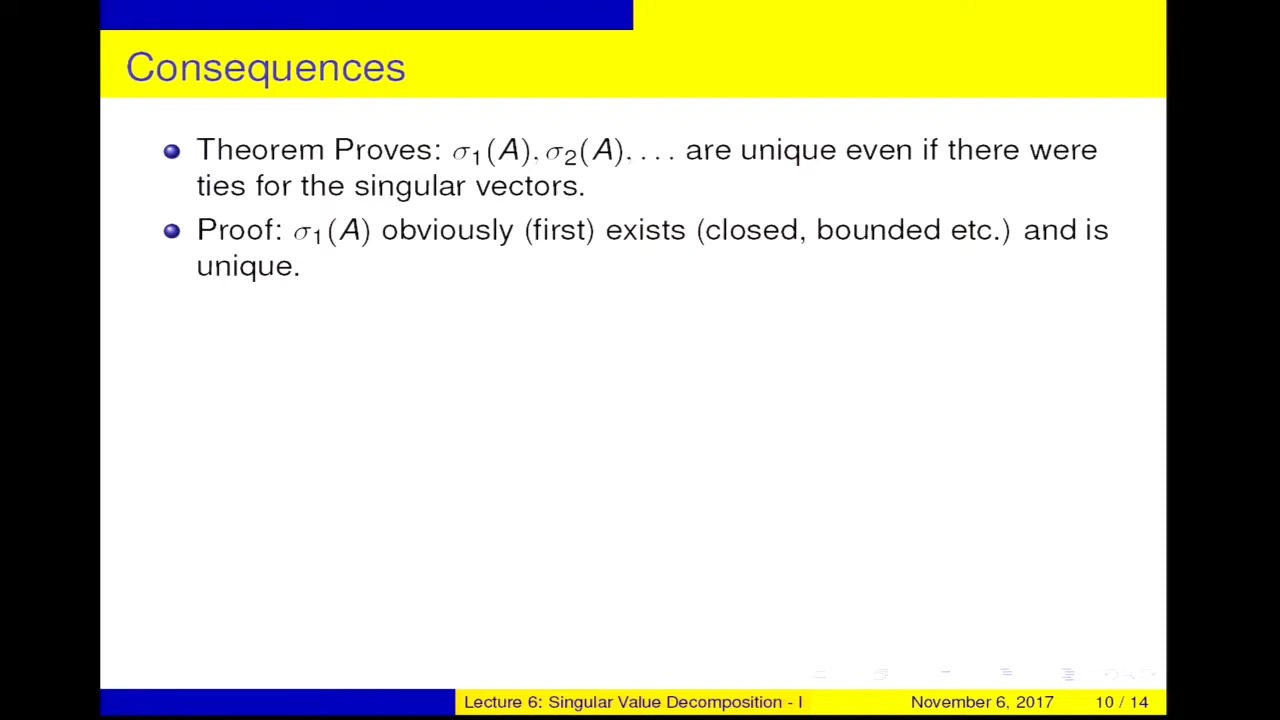 Consequences
Theorem Proves: σ₁(A), σ₂(A), . . . are unique even if there were
ties for the singular vectors.
Proof: σ₁(A) obviously (first) exists (closed, bounded etc.) and is
unique.
Lecture 6: Singular Value Decomposition - I November 6, 2017 10 / 14